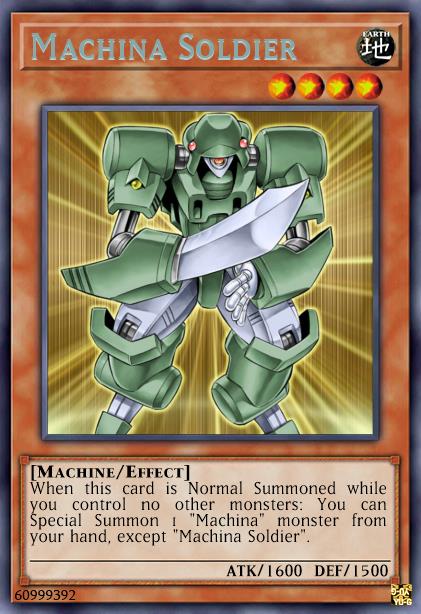 Machina Soldier
EARTH
地
[Machine/Effect]
When this card is Normal Summoned while
you control no other monsters: You can
Special Summon 1 "Machina" monster from
your hand, except "Machina Soldier".
ATK/1600 DEF/1500
60999392